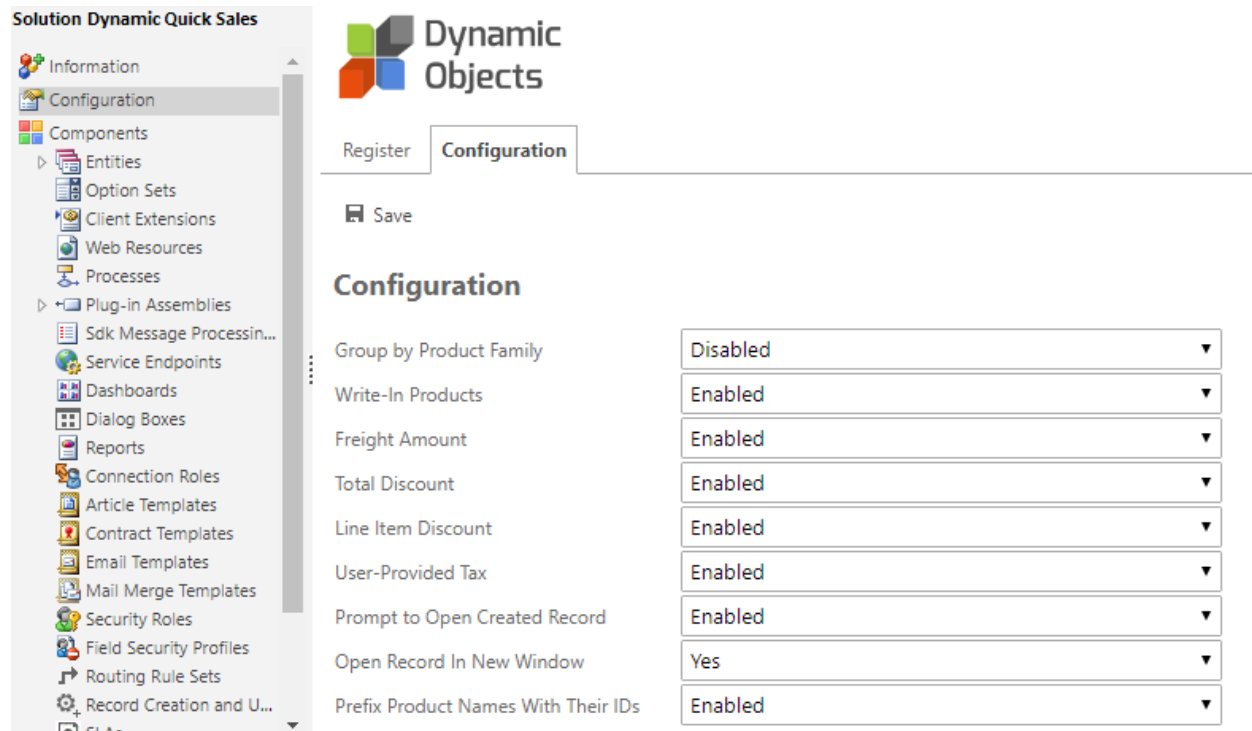 Solution Dynamic Quick Sales
Information
Configuration
Components
Entities
Option Sets
Client Extensions
Web Resources
Processes
Plug-in Assemblies
Sdk Message Processin...
Service Endpoints
Dashboards
Dialog Boxes
Reports
Connection Roles
Article Templates
Contract Templates
Email Templates
Mail Merge Templates
Security Roles
Field Security Profiles
Routing Rule Sets
Record Creation and U...
Dynamic
Objects
Register Configuration
Save
Configuration
Group by Product Family Disabled
Write-In Products Enabled
Freight Amount Enabled
Total Discount Enabled
Line Item Discount Enabled
User-Provided Tax Enabled
Prompt to Open Created Record Enabled
Open Record In New Window Yes
Prefix Product Names With Their IDs Enabled